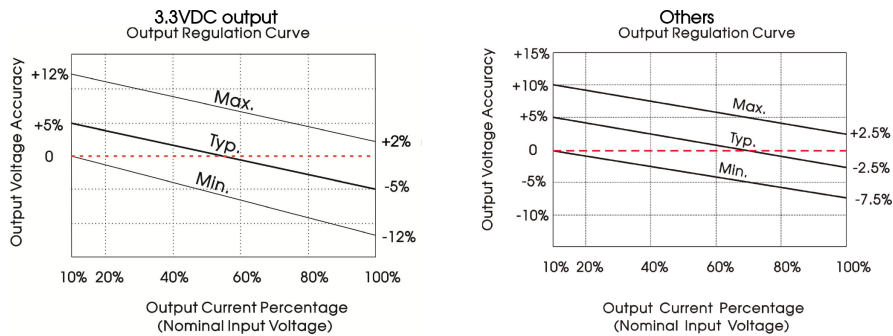 3.3VDC output
Output Regulation Curve
Output Voltage Accuracy
+12%
+5%
0
Max.
Typ.
Min.
+2%
-5%
-12%
10% 20% 40% 60% 80% 100%
Output Current Percentage
(Nominal Input Voltage)
Others
Output Regulation Curve
Output Voltage Accuracy
+15%
+10%
+5%
0
-5%
-10%
Max.
Typ.
Min.
+2.5%
-2.5%
-7.5%
10% 20% 40% 60% 80% 100%
Output Current Percentage
(Nominal Input Voltage)